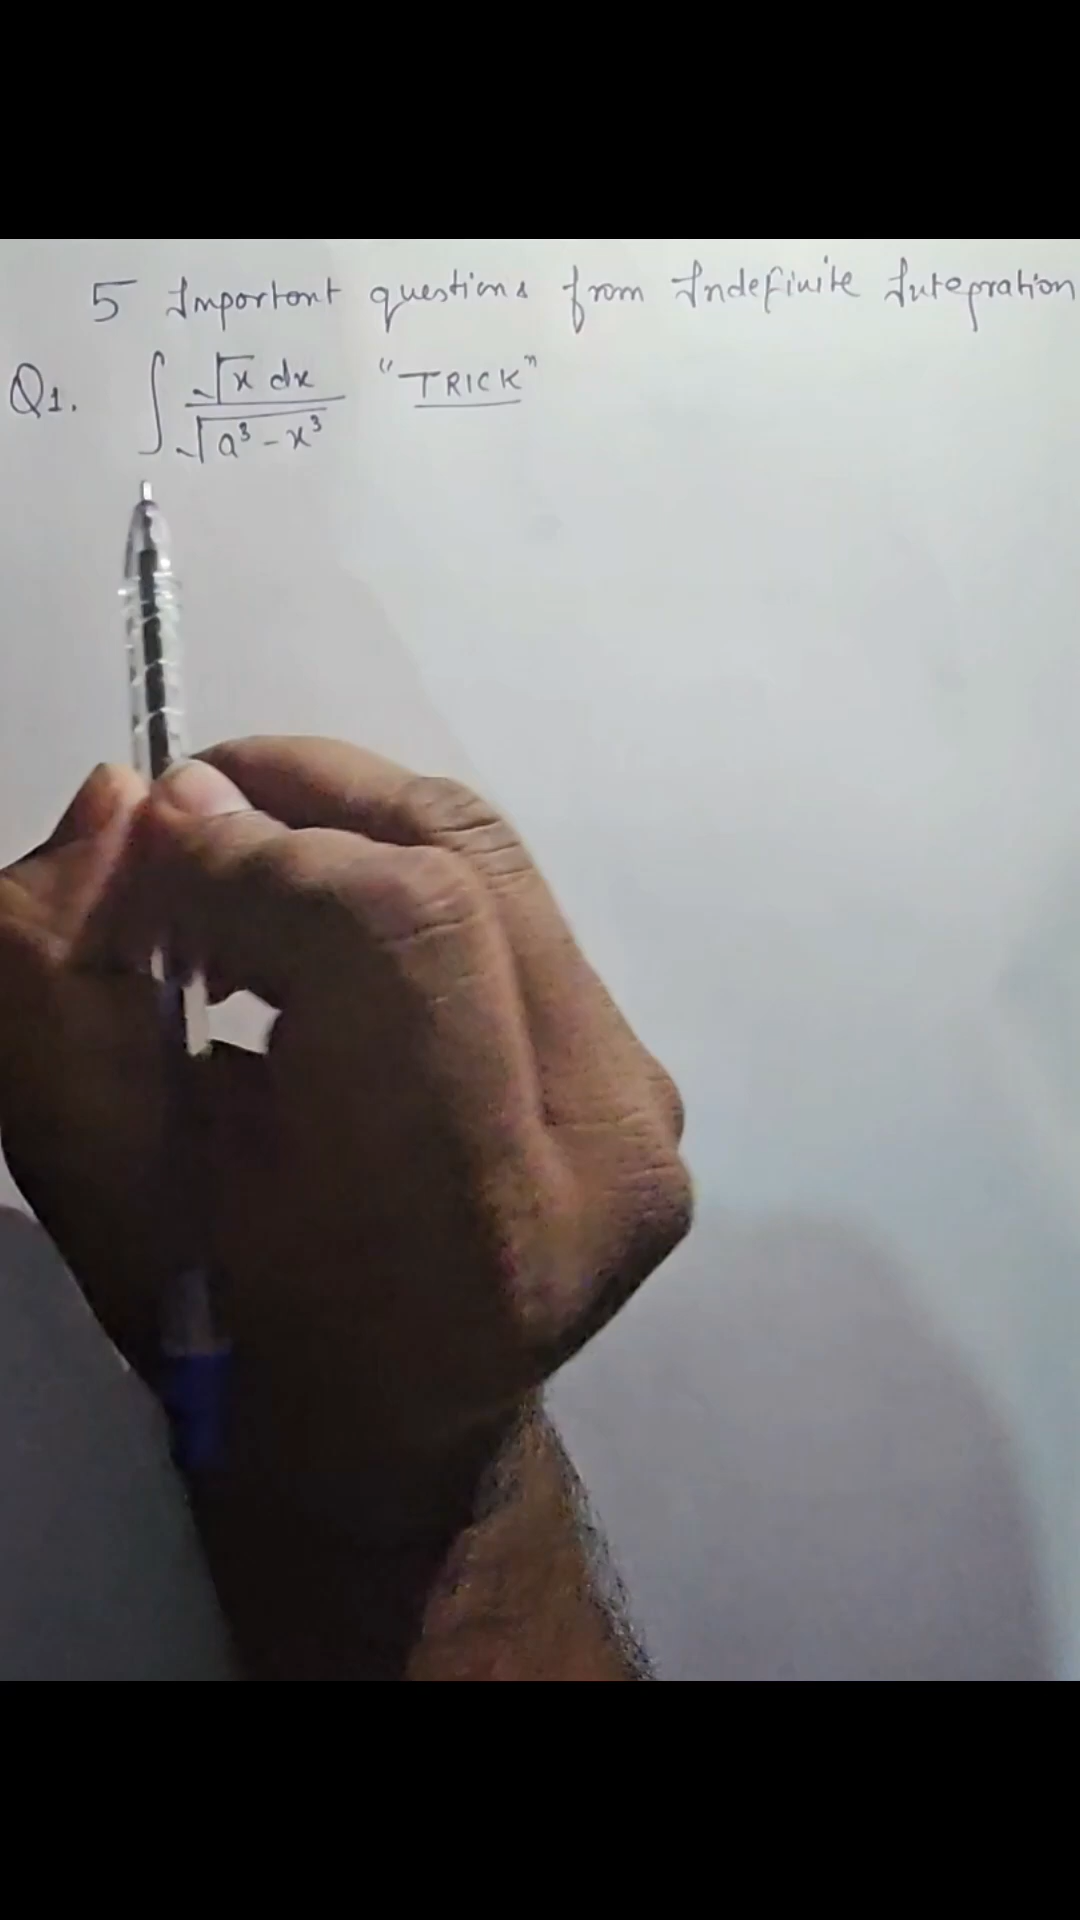 5 Important questions from Indefinite Integration
Q1. ∫ √x dx / √a³ - x³ "TRICK"